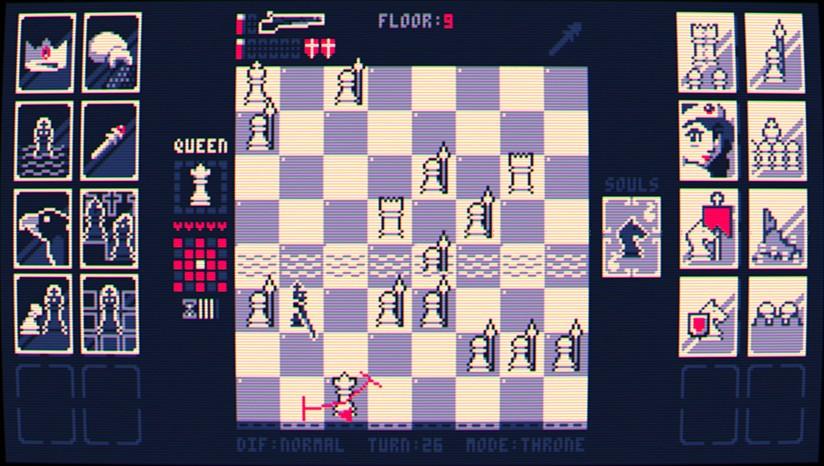 FLOOR:9
QUEEN
SOULS
DIF:NORMAL TURN:26 MODE:THRONE